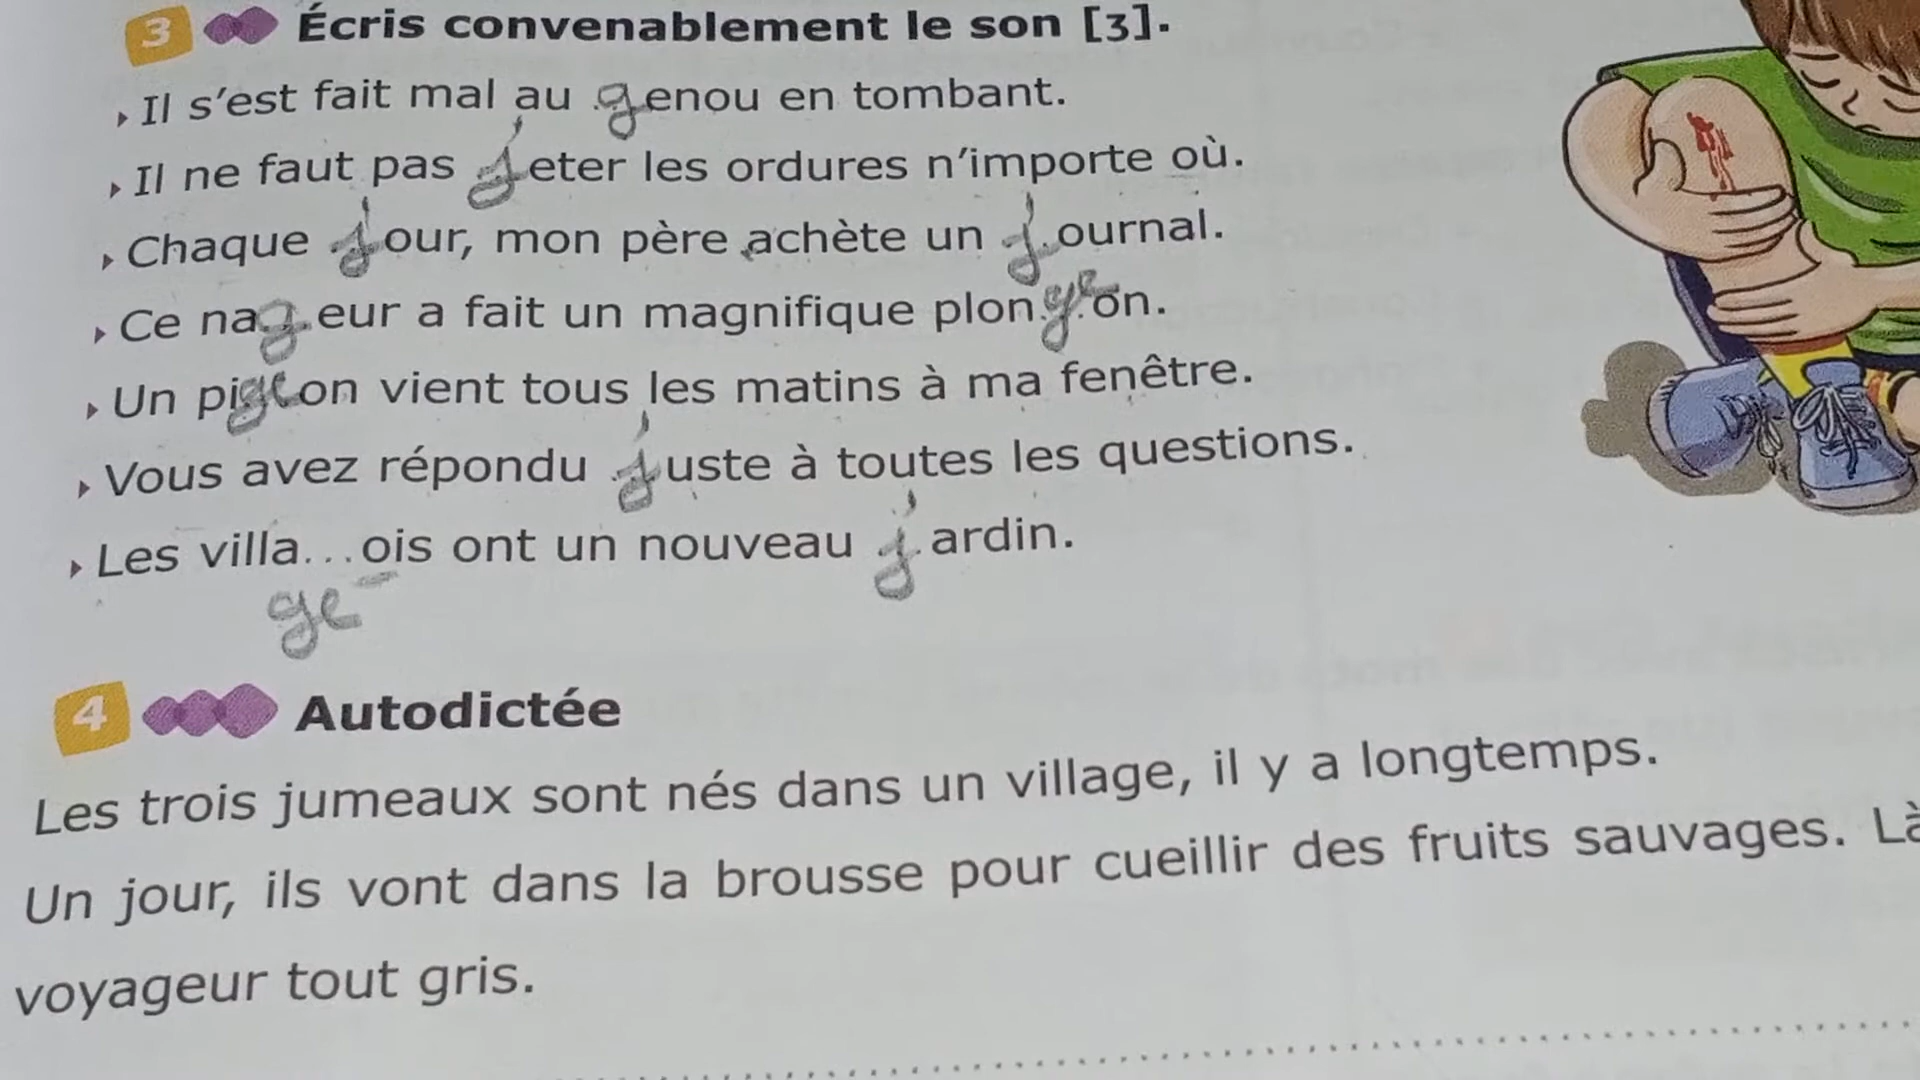 3 Écris convenablement le son [ʒ].
Il s'est fait mal au genou en tombant.
Il ne faut pas jeter les ordures n'importe où.
Chaque jour, mon père achète un journal.
Ce nageur a fait un magnifique plongeon.
Un pigeon vient tous les matins à ma fenêtre.
Vous avez répondu juste à toutes les questions.
Les villa...ois ont un nouveau jardin.
ge
4 Autodictée
Les trois jumeaux sont nés dans un village, il y a longtemps.
Un jour, ils vont dans la brousse pour cueillir des fruits sauvages. Là
voyageur tout gris.